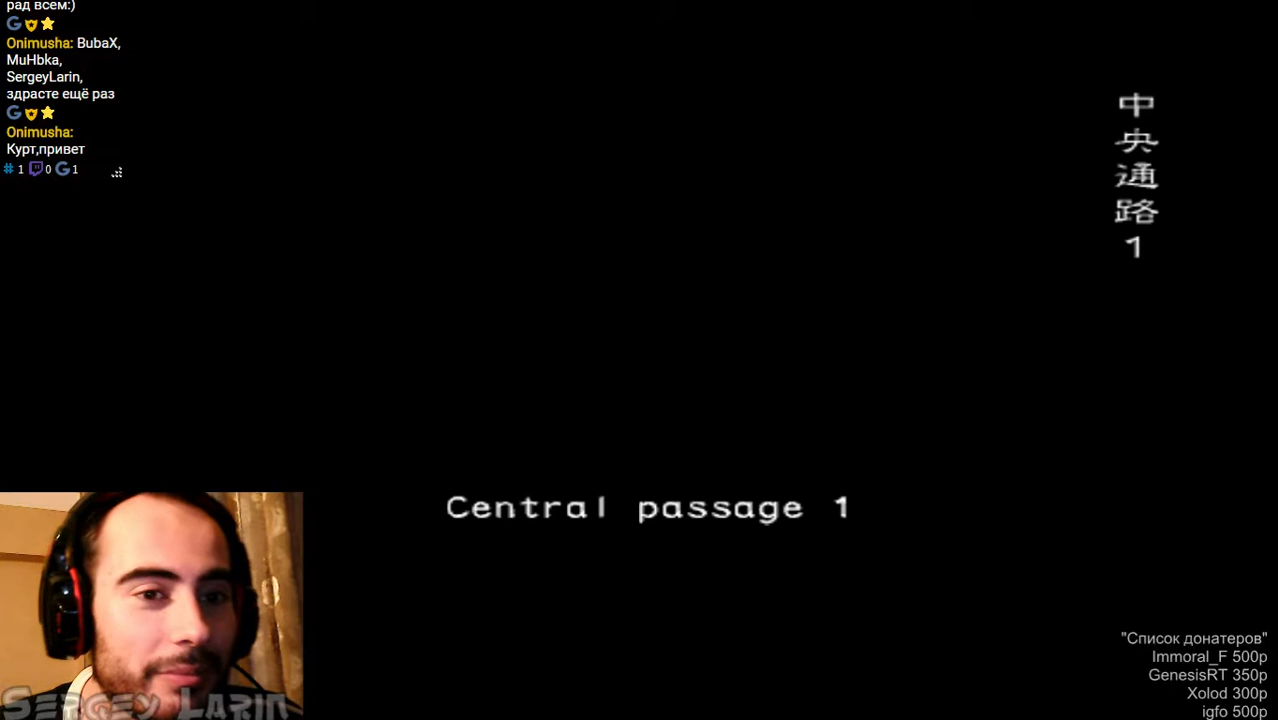 рад всем:)
Onimusha: BubaX,
MuHbka,
SergeyLarin,
здрасте ещё раз
Onimusha:
Курт,привет
1 0 1
中央通路1
Central passage 1
SERGEY LARIN
"Список донатеров"
Immoral_F 500р
GenesisRT 350р
Xolod 300р
igfo 500р